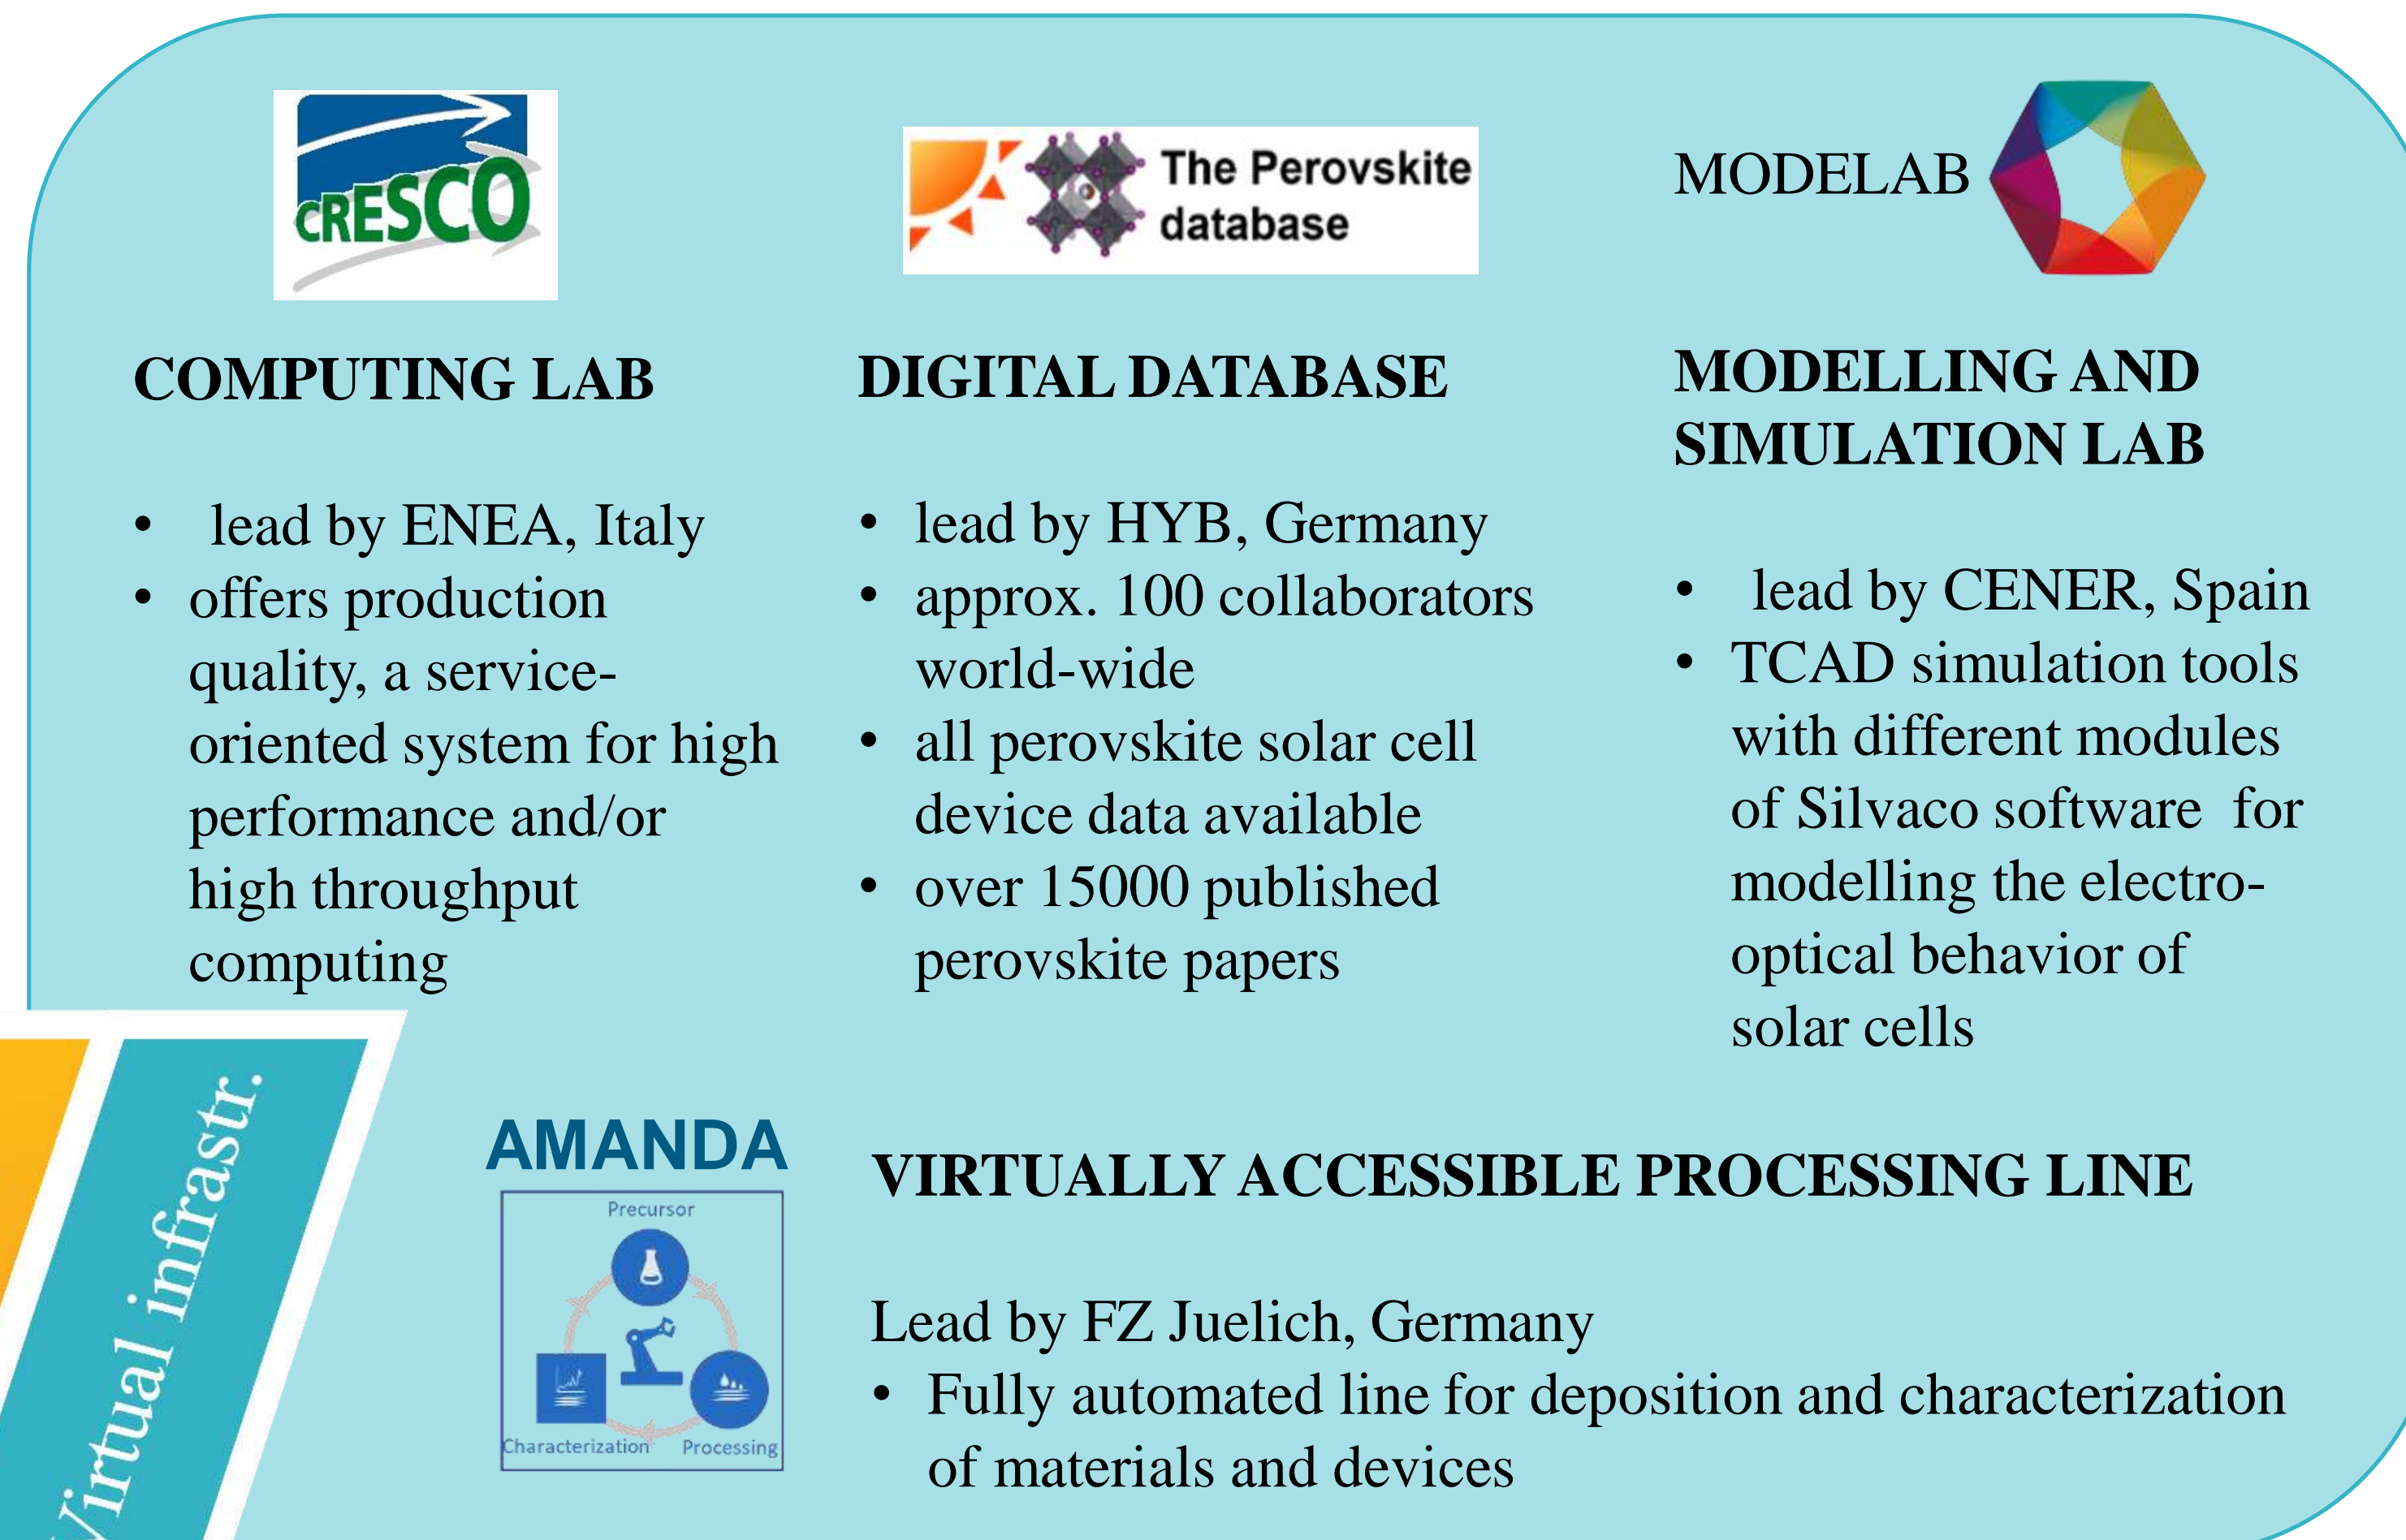 CRESCO
COMPUTING LAB
• lead by ENEA, Italy
• offers production
quality, a service-
oriented system for high
performance and/or
high throughput
computing
The Perovskite
database
DIGITAL DATABASE
• lead by HYB, Germany
• approx. 100 collaborators
world-wide
• all perovskite solar cell
device data available
• over 15000 published
perovskite papers
MODELAB
MODELLING AND
SIMULATION LAB
• lead by CENER, Spain
• TCAD simulation tools
with different modules
of Silvaco software for
modelling the electro-
optical behavior of
solar cells
Virtual infrastr.
AMANDA
Precursor
Characterization
Processing
VIRTUALLY ACCESSIBLE PROCESSING LINE
Lead by FZ Juelich, Germany
• Fully automated line for deposition and characterization
of materials and devices